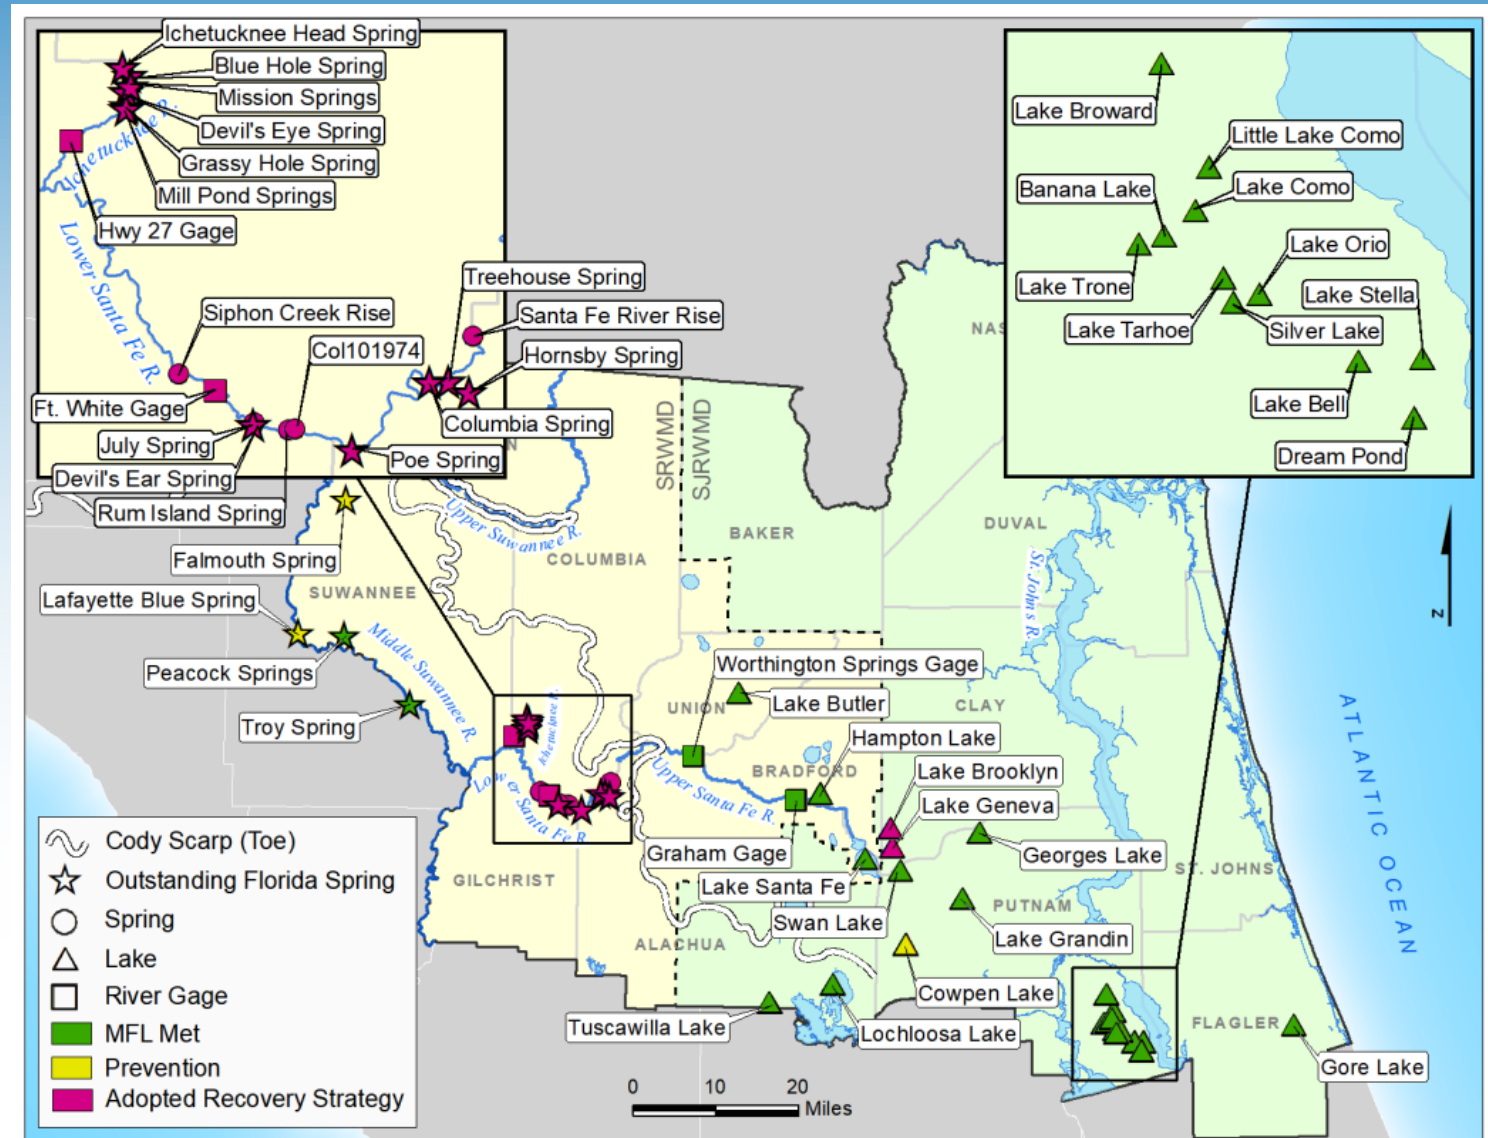 Ichetucknee Head Spring
Blue Hole Spring
Mission Springs
Devil's Eye Spring
Grassy Hole Spring
Mill Pond Springs
Hwy 27 Gage
Ichetucknee R.
Lower Santa Fe R.
Treehouse Spring
Siphon Creek Rise
Santa Fe River Rise
Col101974
Hornsby Spring
Ft. White Gage
Columbia Spring
July Spring
Poe Spring
Devil's Ear Spring
Rum Island Spring
Lake Broward
Little Lake Como
Banana Lake
Lake Como
Lake Orio
Lake Trone
Lake Stella
Lake Tarhoe
Silver Lake
Lake Bell
Dream Pond
NAS
N
SRWMD
SJRWMD
Falmouth Spring
Upper Suwannee R.
BAKER
DUVAL
COLUMBIA
SUWANNEE
Lafayette Blue Spring
St. Johns R.
Peacock Springs
Middle Suwannee R.
Worthington Springs Gage
Troy Spring
UNION
Lake Butler
CLAY
Ichetucknee R.
Hampton Lake
Upper Santa Fe R.
BRADFORD
Lake Brooklyn
Lower Santa Fe R.
Lake Geneva
Graham Gage
Georges Lake
GILCHRIST
Lake Santa Fe
ST. JOHNS
Swan Lake
PUTNAM
ALACHUA
Lake Grandin
Cowpen Lake
Tuscawilla Lake
Lochloosa Lake
FLAGLER
Gore Lake
ATLANTIC OCEAN
N
Cody Scarp (Toe)
Outstanding Florida Spring
Spring
Lake
River Gage
MFL Met
Prevention
Adopted Recovery Strategy
0 10 20
Miles